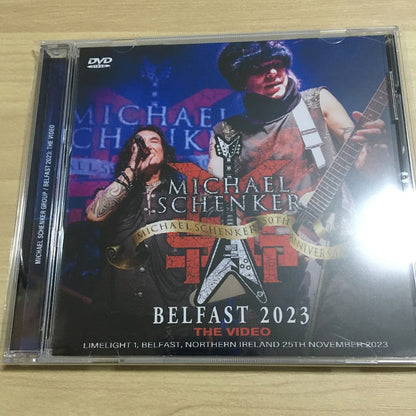 DVD
VIDEO
MICHAEL SCHENKER GROUP / BELFAST 2023: THE VIDEO
MICHAEL
SCHENKER
MICHAEL
SCHENKER
MICHAEL SCHENKER 50TH
BELFAST 2023
THE VIDEO
LIMELIGHT 1, BELFAST, NORTHERN IRELAND 25TH NOVEMBER 2023